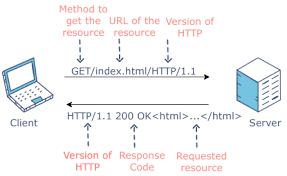 Method to
get the
resource
URL of the
resource
Version of
HTTP
GET/index.html/HTTP/1.1
Client
Server
HTTP/1.1 200 OK<html>...</html>
Version of
HTTP
Response
Code
Requested
resource